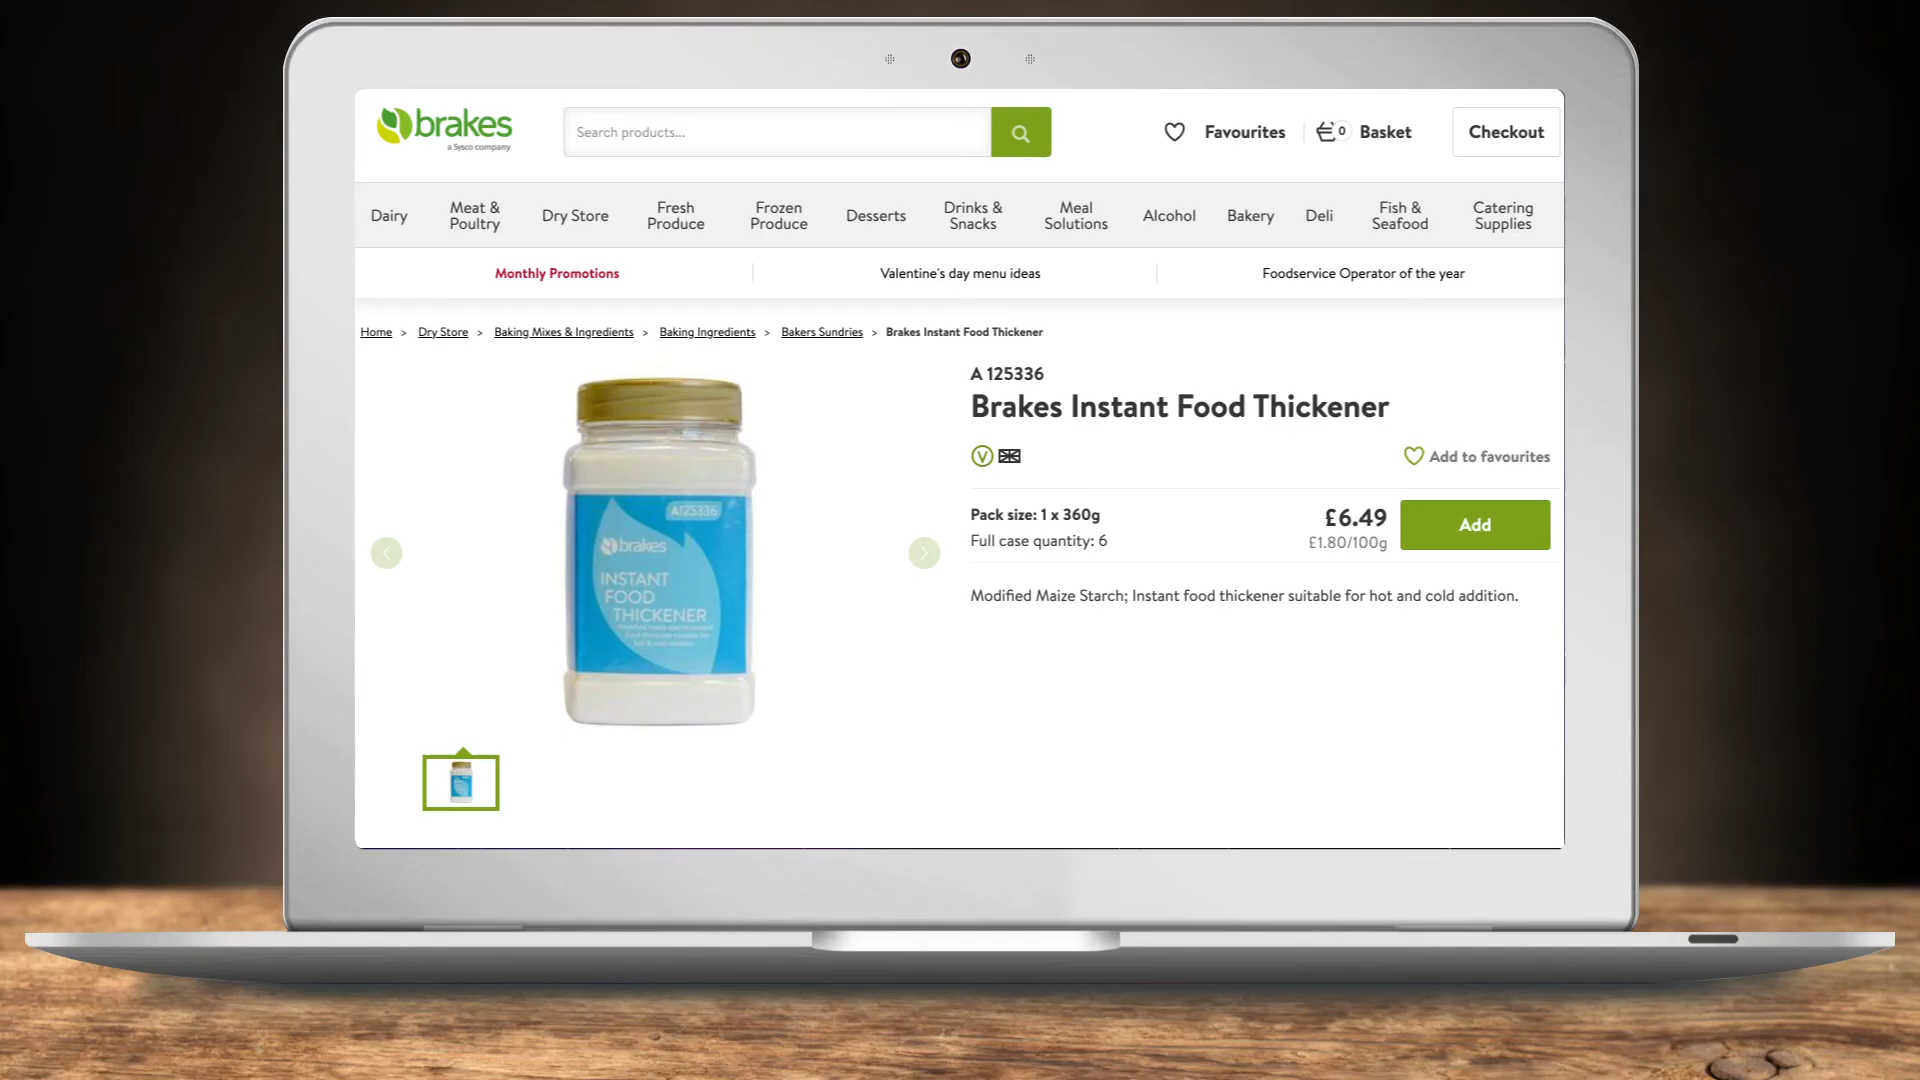 brakes
a Sysco company
Search products...
Favourites
0
Basket
Checkout
Dairy
Meat & Poultry
Dry Store
Fresh Produce
Frozen Produce
Desserts
Drinks & Snacks
Meal Solutions
Alcohol
Bakery
Deli
Fish & Seafood
Catering Supplies
Monthly Promotions
Valentine's day menu ideas
Foodservice Operator of the year
Home > Dry Store > Baking Mixes & Ingredients > Baking Ingredients > Bakers Sundries > Brakes Instant Food Thickener
A 125336
Brakes Instant Food Thickener
V
Add to favourites
Pack size: 1 x 360g
£6.49
Add
Full case quantity: 6
£1.80/100g
Modified Maize Starch; Instant food thickener suitable for hot and cold addition.
A125336
brakes
INSTANT
FOOD
THICKENER